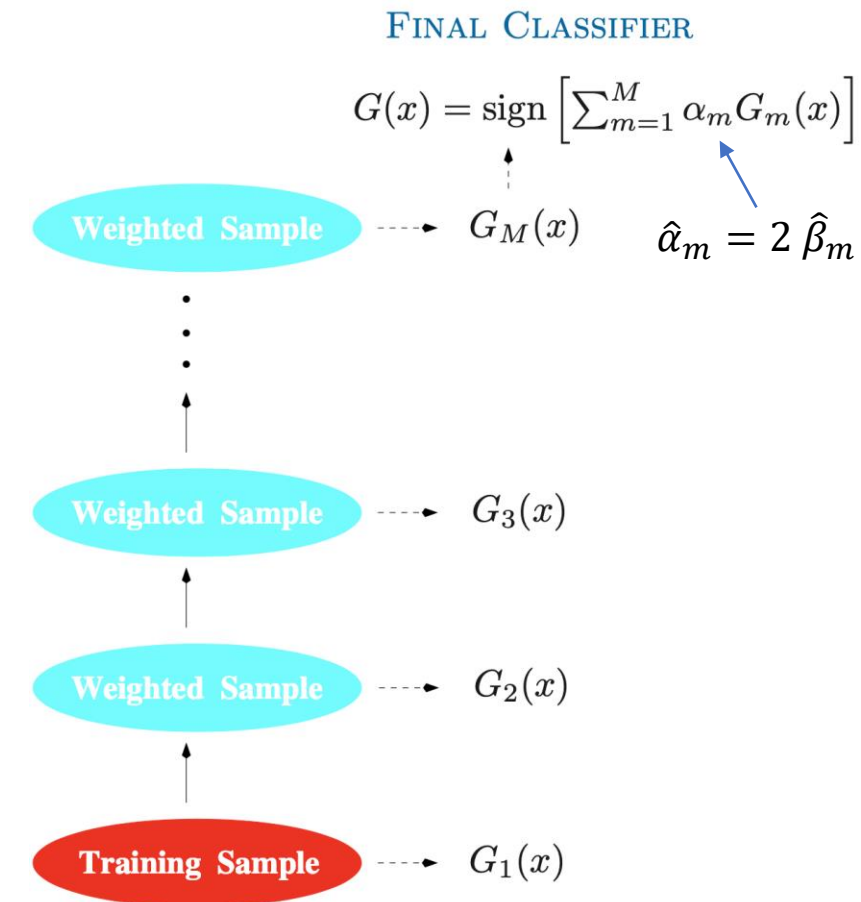 FINAL CLASSIFIER
G(x) = sign [∑_{m=1}^{M} α_m G_m(x)]
Weighted Sample G_M(x) α̂_m = 2 β̂_m
Weighted Sample G_3(x)
Weighted Sample G_2(x)
Training Sample G_1(x)